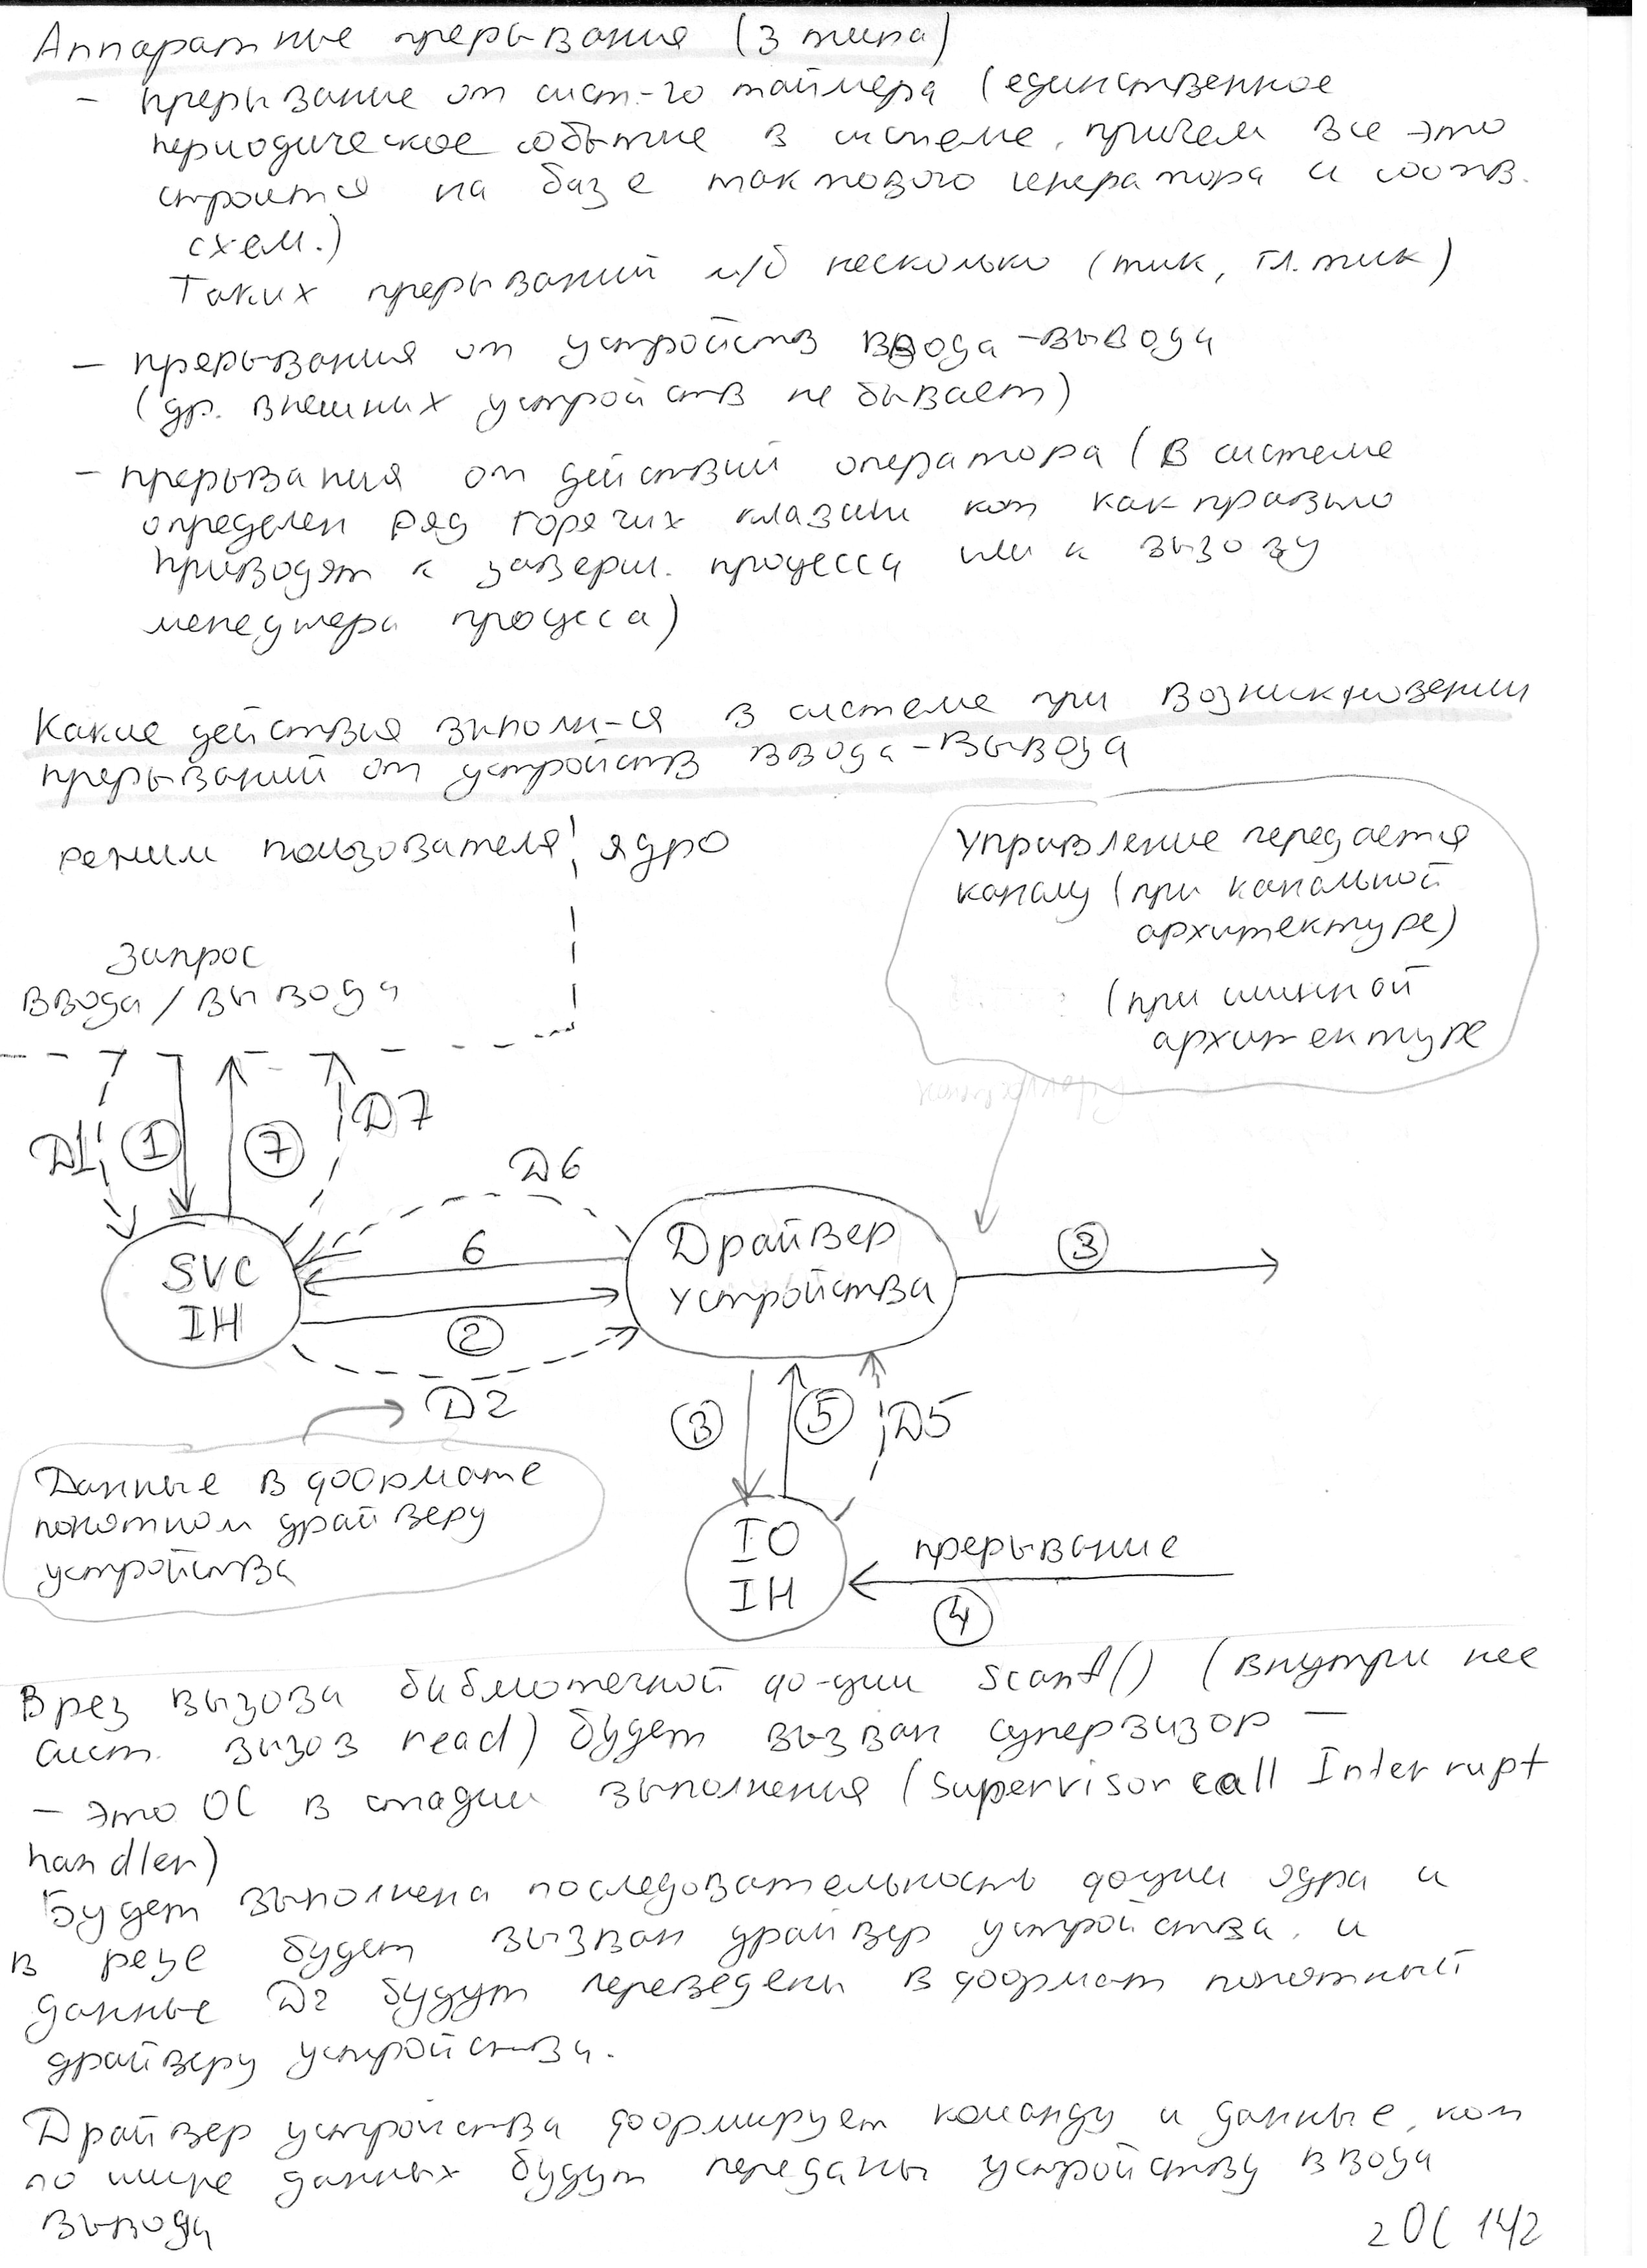 Аппаратные прерывания (3 типа)
- прерывание от сист-го таймера (единственное
периодическое событие в системе, причем все это
строится на базе тактового генератора и соотв.
схем.)
Таких прерываний м/б несколько (тик, гл. тик)
- прерывания от устройств ввода-вывода
(др. внешних устройств не бывает)
- прерывания от действий оператора (в системе
определен ряд горячих клавиш кот как правило
приводят к заверш. процесса или к вызову
менеджера процесса)
Какие действия выполн-ся в системе при возникновении
прерываний от устройств ввода-вывода
режим пользователя ядро
Управление передается
каналу (при канальной
архитектуре)
(при шинной
архитектуре
Запрос
ввода/вывода
Д1 1 7 Д7
Д6
SVC
IH
6
2
Драйвер
устройства
3
Д2
3 5 Д5
Данные в формате
понятном драйверу
устройства
IO
IH
прерывание
4
В рез вызова библиотечной ф-ции scanf() (внутри нее
сист. вызов read) будет вызван супервизор -
- это ОС в стадии выполнения (Supervisor call Interrupt
handler)
Будет выполнена последовательность фции ядра и
в резе будет вызван драйвер устройства, и
данные Д2 будут переведены в формат понятный
драйверу устройства.
Драйвер устройства формирует команду и данные, кот
по шине данных будут переданы устройству ввода
вывода
2 ОС 14/2